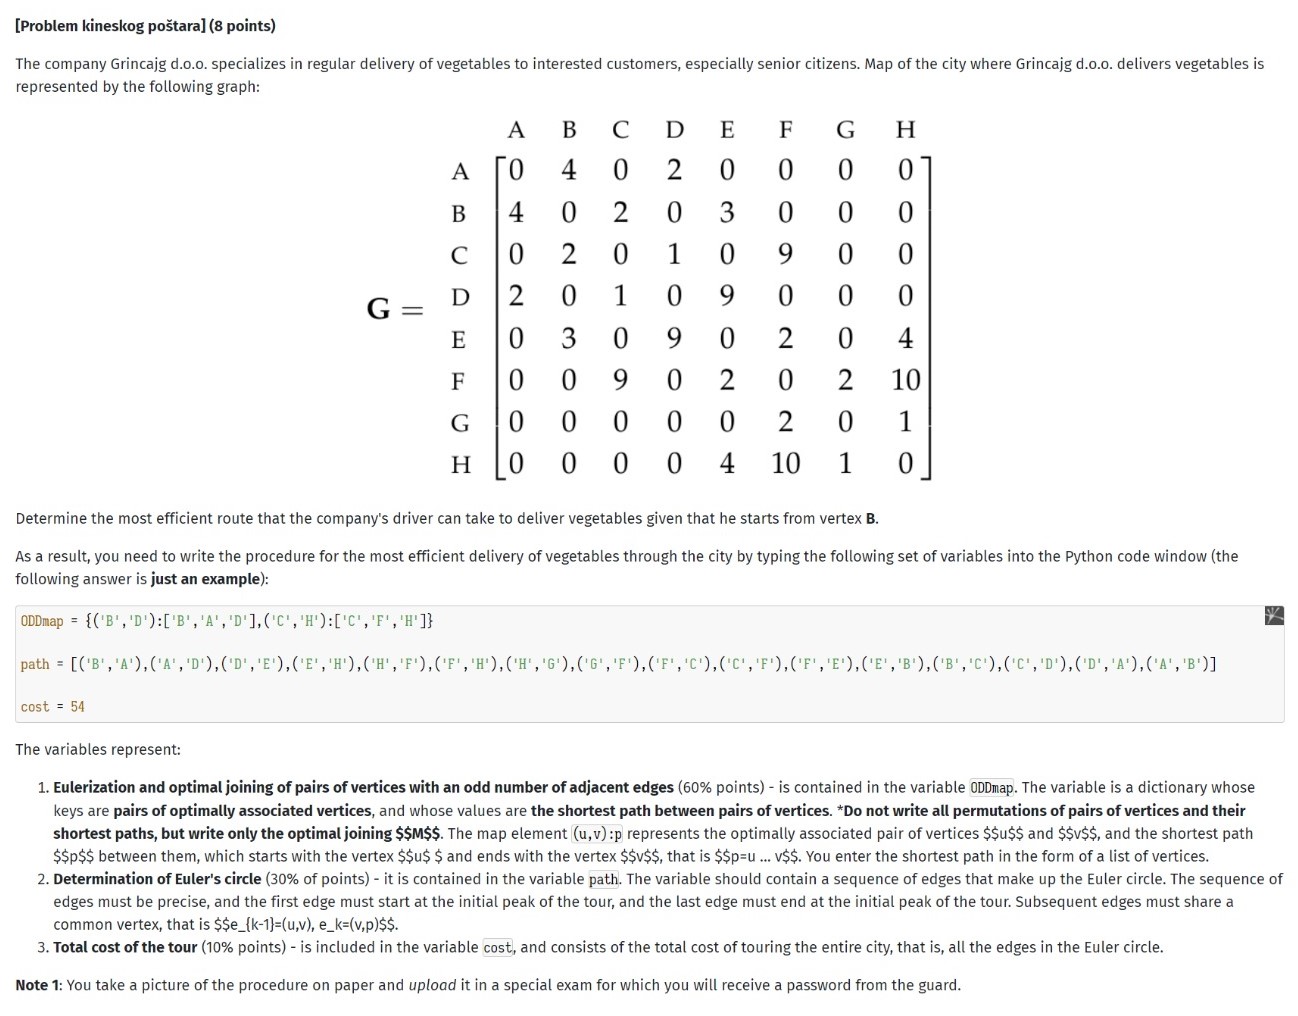 [Problem kineskog poštara] (8 points)
The company Grincajg d.o.o. specializes in regular delivery of vegetables to interested customers, especially senior citizens. Map of the city where Grincajg d.o.o. delivers vegetables is
represented by the following graph:
A B C D E F G H
A 0 4 0 2 0 0 0 0
B 4 0 2 0 3 0 0 0
C 0 2 0 1 0 9 0 0
G = D 2 0 1 0 9 0 0 0
E 0 3 0 9 0 2 0 4
F 0 0 9 0 2 0 2 10
G 0 0 0 0 0 2 0 1
H 0 0 0 0 4 10 1 0
Determine the most efficient route that the company's driver can take to deliver vegetables given that he starts from vertex B.
As a result, you need to write the procedure for the most efficient delivery of vegetables through the city by typing the following set of variables into the Python code window (the
following answer is just an example):
ODDmap = {('B','D'):['B','A','D'],('C','H'):['C','F','H']}
path = [('B','A'),('A','D'),('D','E'),('E','H'),('H','F'),('F','H'),('H','G'),('G','F'),('F','C'),('C','F'),('F','E'),('E','B'),('B','C'),('C','D'),('D','A'),('A','B')]
cost = 54
The variables represent:
1. Eulerization and optimal joining of pairs of vertices with an odd number of adjacent edges (60% points) - is contained in the variable ODDmap. The variable is a dictionary whose
keys are pairs of optimally associated vertices, and whose values are the shortest path between pairs of vertices. *Do not write all permutations of pairs of vertices and their
shortest paths, but write only the optimal joining $$M$$. The map element (u,v):p represents the optimally associated pair of vertices $$u$$ and $$v$$, and the shortest path
$$p$$ between them, which starts with the vertex $$u$ $ and ends with the vertex $$v$$, that is $$p=u ... v$$. You enter the shortest path in the form of a list of vertices.
2. Determination of Euler's circle (30% of points) - it is contained in the variable path. The variable should contain a sequence of edges that make up the Euler circle. The sequence of
edges must be precise, and the first edge must start at the initial peak of the tour, and the last edge must end at the initial peak of the tour. Subsequent edges must share a
common vertex, that is $$e_{k-1}=(u,v), e_k=(v,p)$$.
3. Total cost of the tour (10% points) - is included in the variable cost, and consists of the total cost of touring the entire city, that is, all the edges in the Euler circle.
Note 1: You take a picture of the procedure on paper and upload it in a special exam for which you will receive a password from the guard.